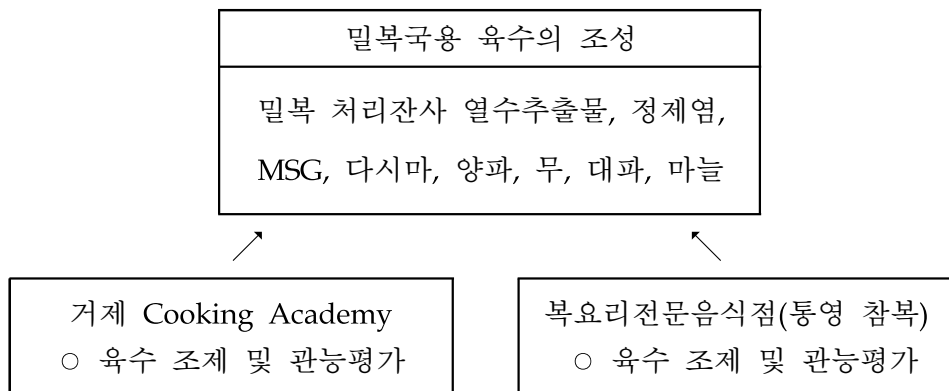 밀복국용 육수의 조성
밀복 처리잔사 열수추출물, 정제염,
MSG, 다시마, 양파, 무, 대파, 마늘
거제 Cooking Academy
○ 육수 조제 및 관능평가
복요리전문음식점(통영 참복)
○ 육수 조제 및 관능평가